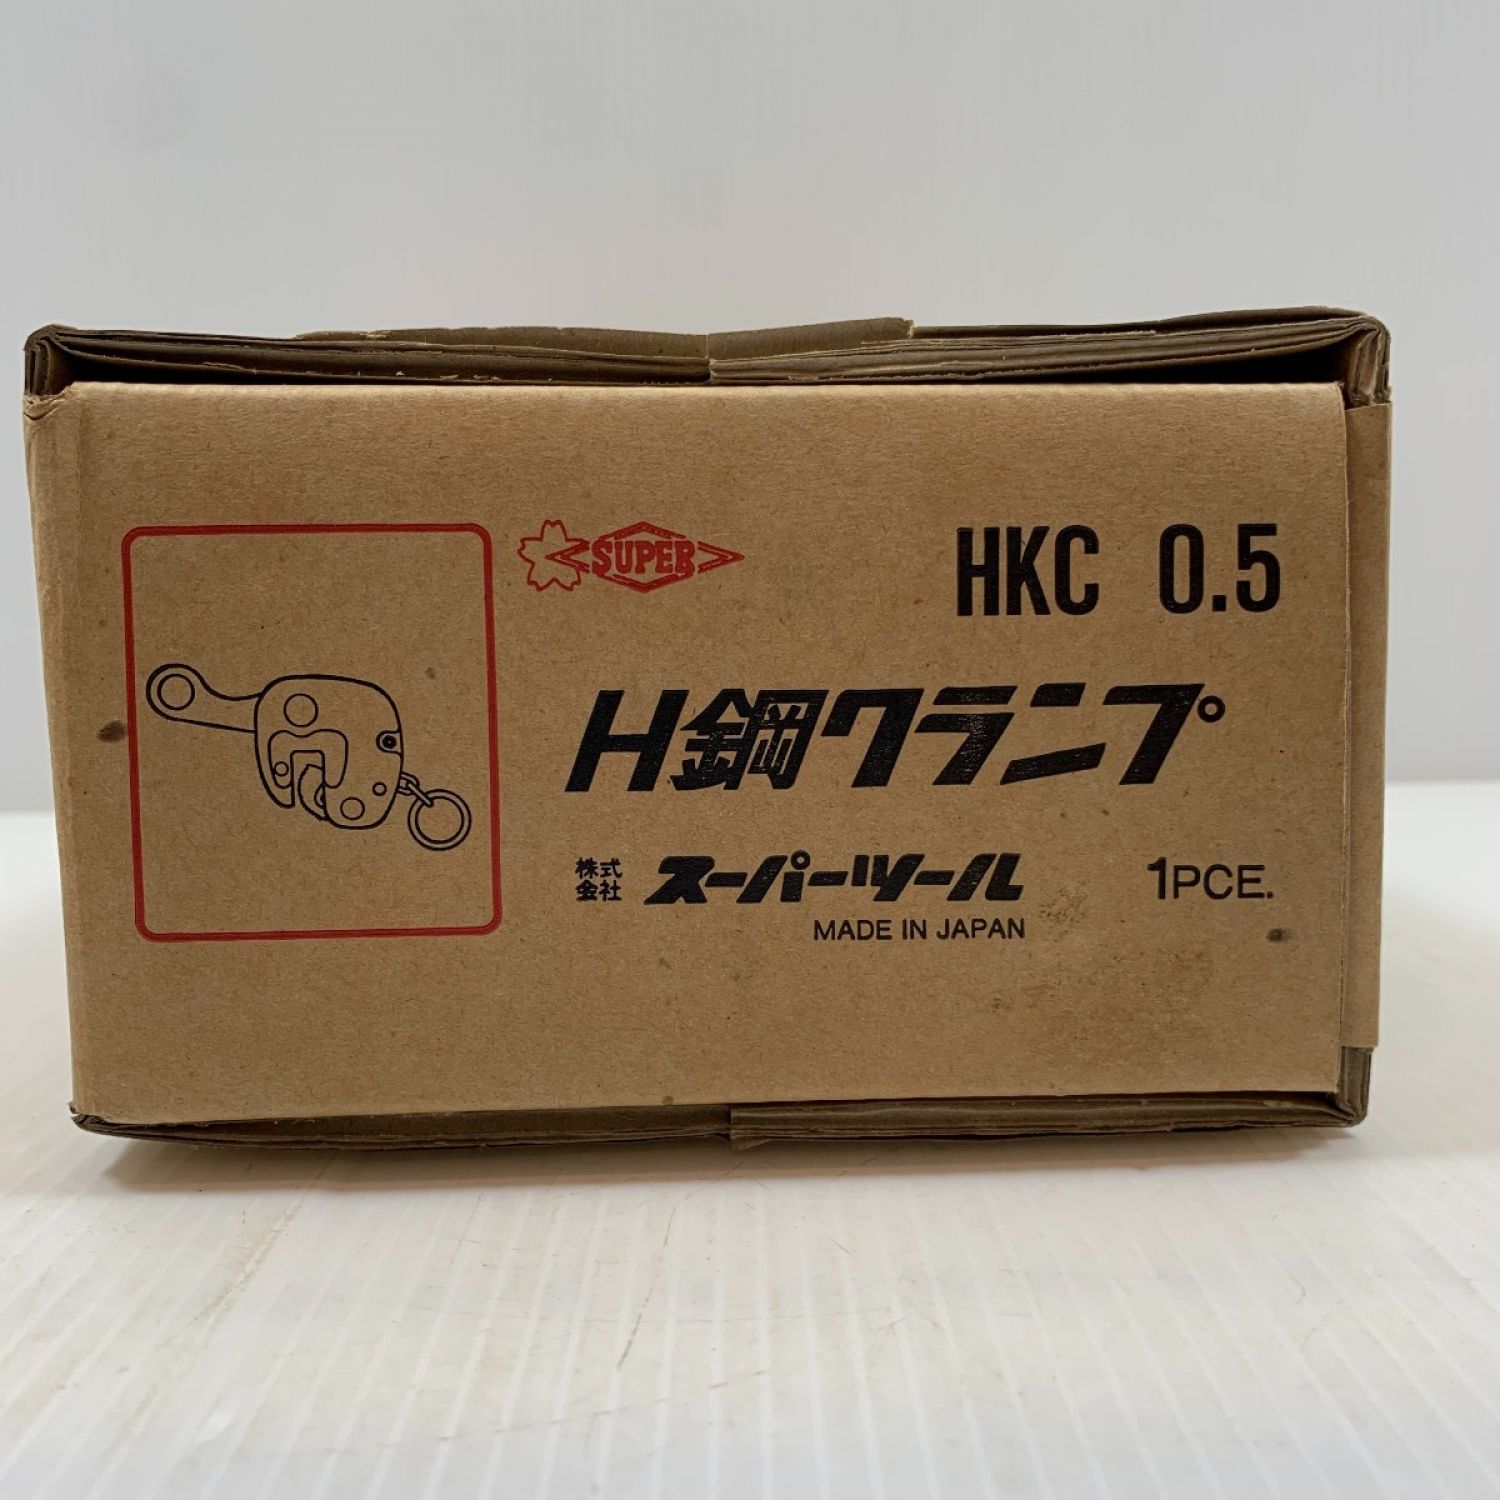 SUPER
HKC 0.5
H鋼クランプ
株式会社 スーパーツール
1PCE.
MADE IN JAPAN